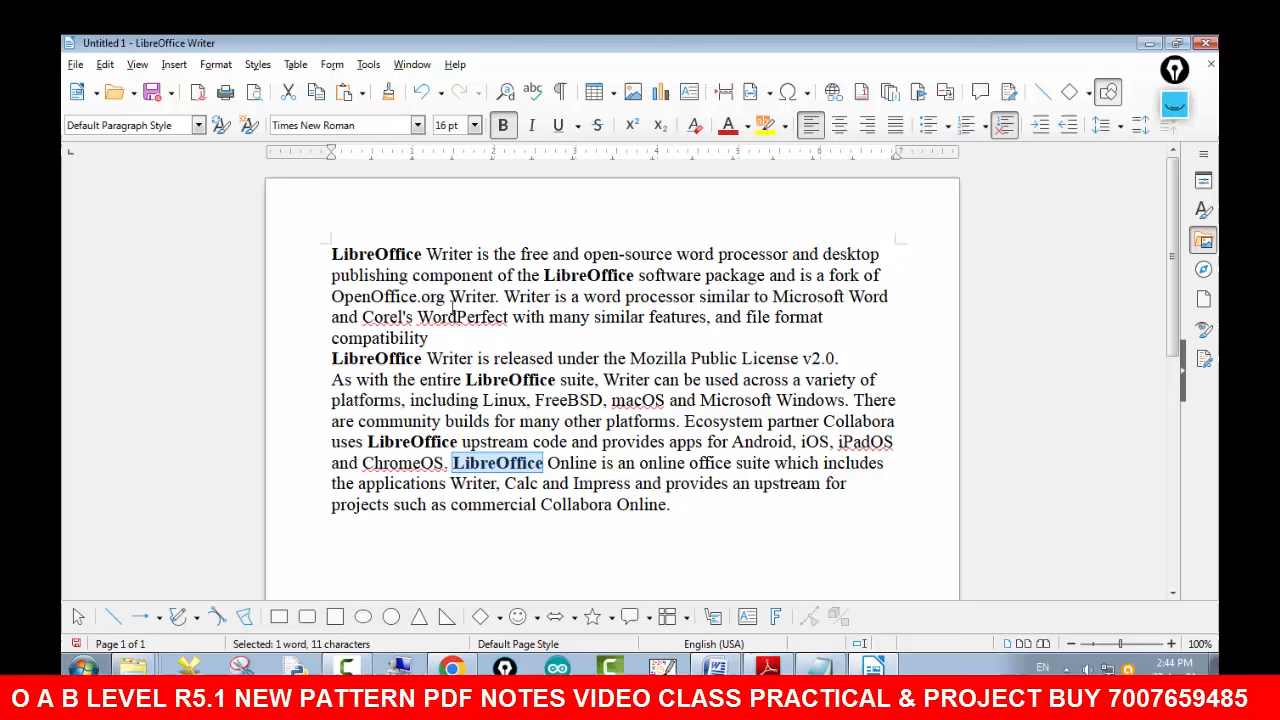 Untitled 1 - LibreOffice Writer
File Edit View Insert Format Styles Table Form Tools Window Help
Default Paragraph Style Times New Roman 16 pt
LibreOffice Writer is the free and open-source word processor and desktop
publishing component of the LibreOffice software package and is a fork of
OpenOffice.org Writer. Writer is a word processor similar to Microsoft Word
and Corel's WordPerfect with many similar features, and file format
compatibility
LibreOffice Writer is released under the Mozilla Public License v2.0.
As with the entire LibreOffice suite, Writer can be used across a variety of
platforms, including Linux, FreeBSD, macOS and Microsoft Windows. There
are community builds for many other platforms. Ecosystem partner Collabora
uses LibreOffice upstream code and provides apps for Android, iOS, iPadOS
and ChromeOS. LibreOffice Online is an online office suite which includes
the applications Writer, Calc and Impress and provides an upstream for
projects such as commercial Collabora Online.
Page 1 of 1 Selected: 1 word, 11 characters Default Page Style English (USA) 100%
EN 2:44 PM
O A B LEVEL R5.1 NEW PATTERN PDF NOTES VIDEO CLASS PRACTICAL & PROJECT BUY 7007659485